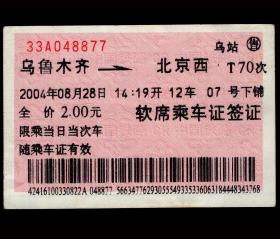 33A048877 乌站 售
乌鲁木齐 北京西 T70次
2004年08月28日 14:19开 12车 07号下铺
全价2.00元 软席乘车证签证
限乘当日当次车
随乘车证有效
42416100330822A 048877 56634776293055549335336063184448343768